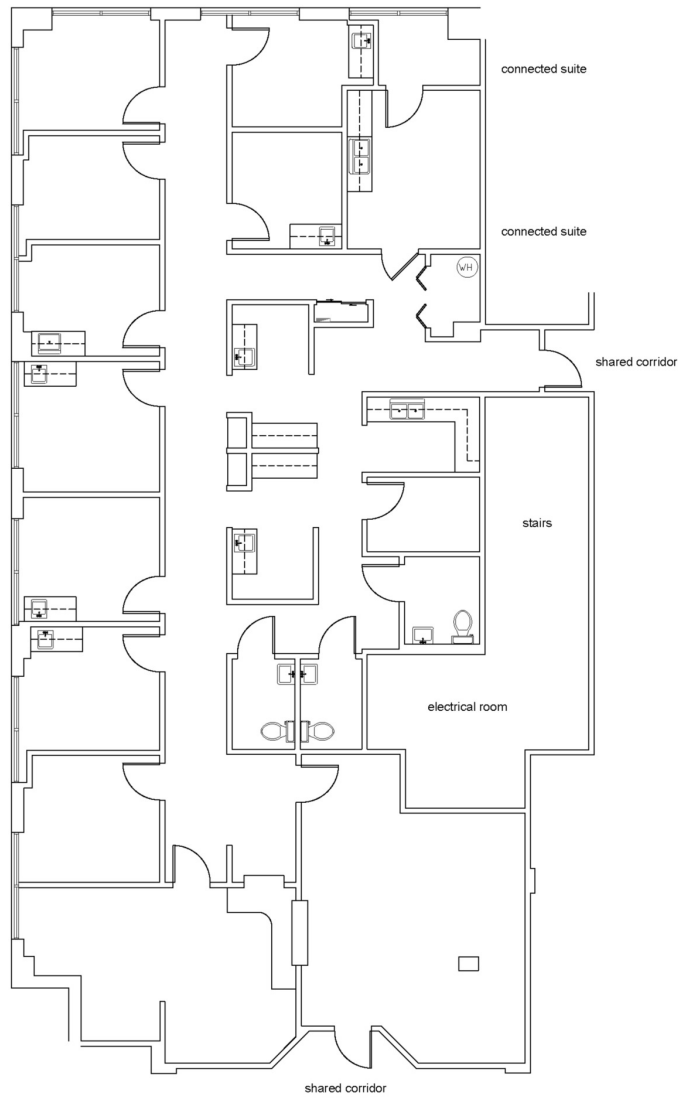 connected suite
connected suite
WH
shared corridor
stairs
electrical room
shared corridor